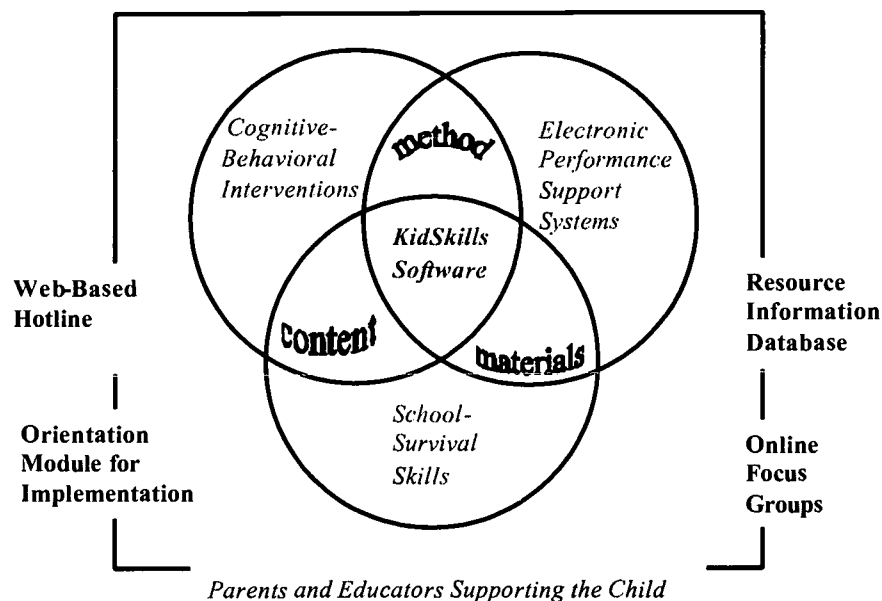 Cognitive-
Behavioral
Interventions
method
Electronic
Performance
Support
Systems
KidSkills
Software
Web-Based
Hotline
Resource
Information
Database
content
materials
School-
Survival
Skills
Orientation
Module for
Implementation
Online
Focus
Groups
Parents and Educators Supporting the Child